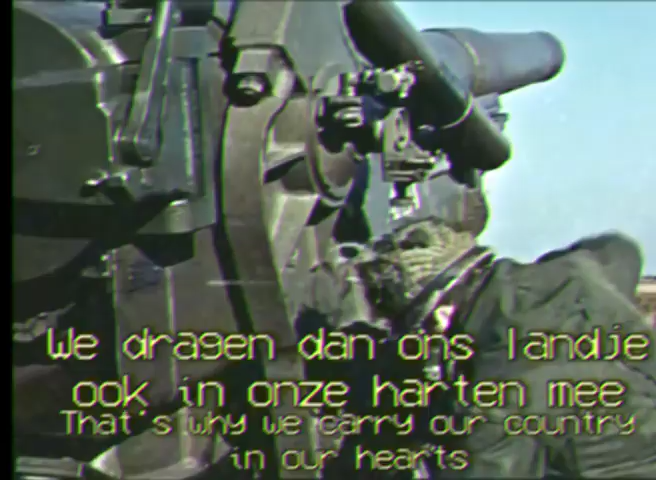 We dragen dan ons landje
ook in onze harten mee
That's why we carry our country
in our hearts